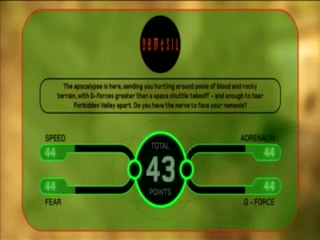 nemesis
The apocalypse is here, sending you hurtling around pools of blood and rocky
terrain, with G-forces greater than a space shuttle takeoff - and enough to tear
Forbidden Valley apart. Do you have the nerve to face your nemesis?
SPEED
ADRENALIN
44
44
TOTAL
43
POINTS
44
44
FEAR
G - FORCE